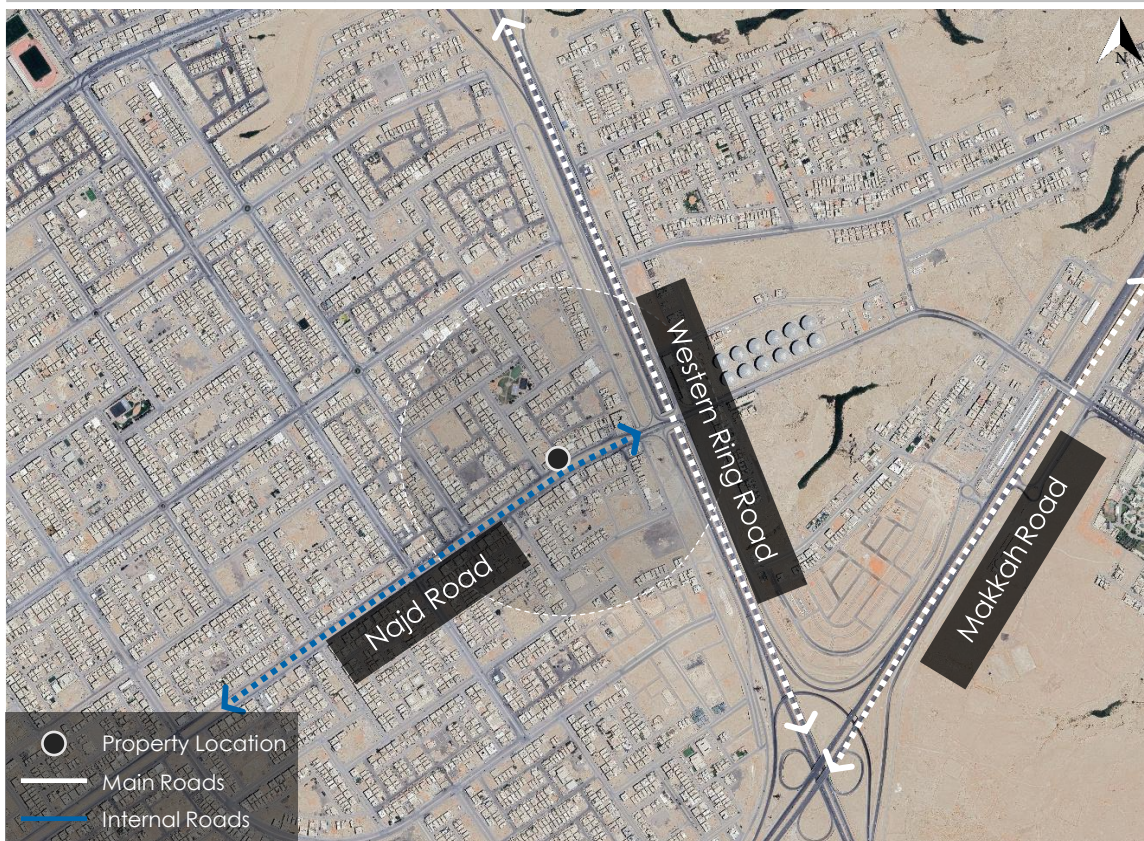 N
Western Ring Road
Makkah Road
Najd Road
Property Location
Main Roads
Internal Roads